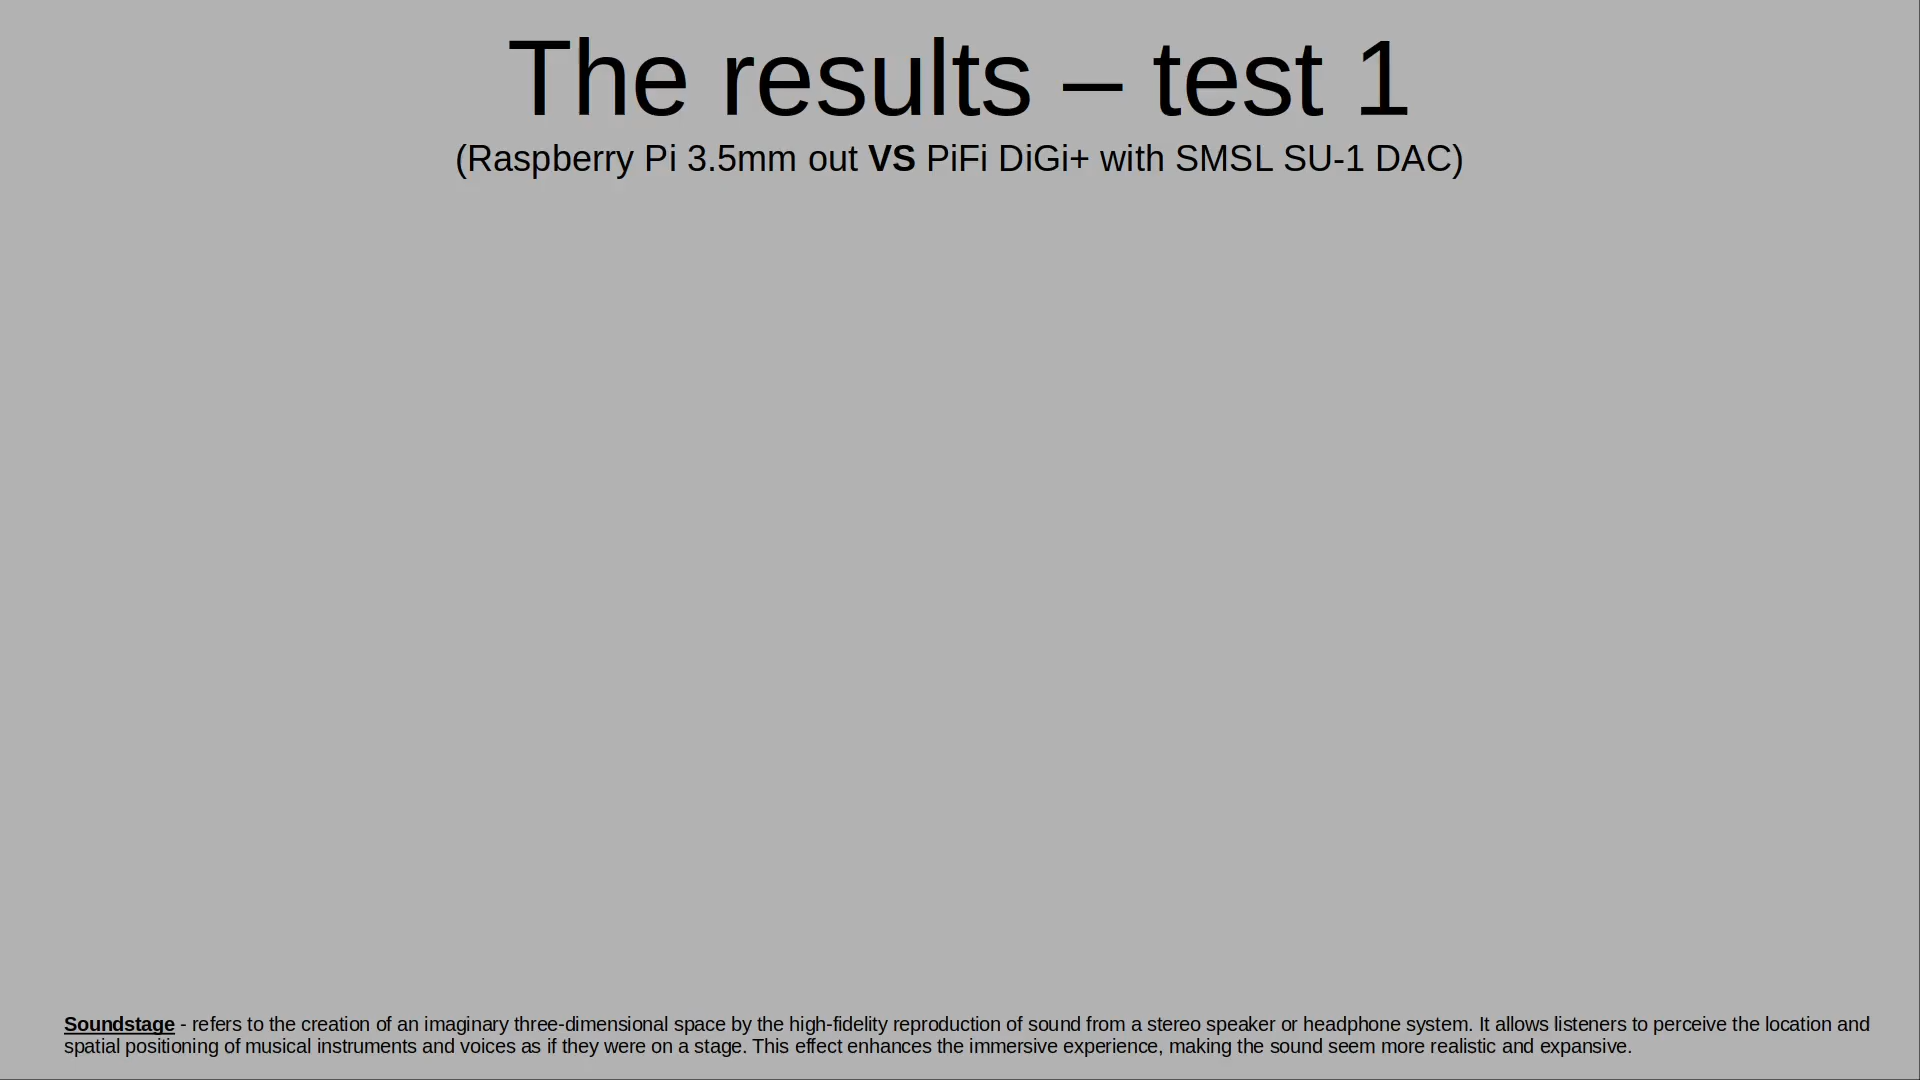 The results – test 1
(Raspberry Pi 3.5mm out VS PiFi DiGi+ with SMSL SU-1 DAC)
Soundstage - refers to the creation of an imaginary three-dimensional space by the high-fidelity reproduction of sound from a stereo speaker or headphone system. It allows listeners to perceive the location and
spatial positioning of musical instruments and voices as if they were on a stage. This effect enhances the immersive experience, making the sound seem more realistic and expansive.